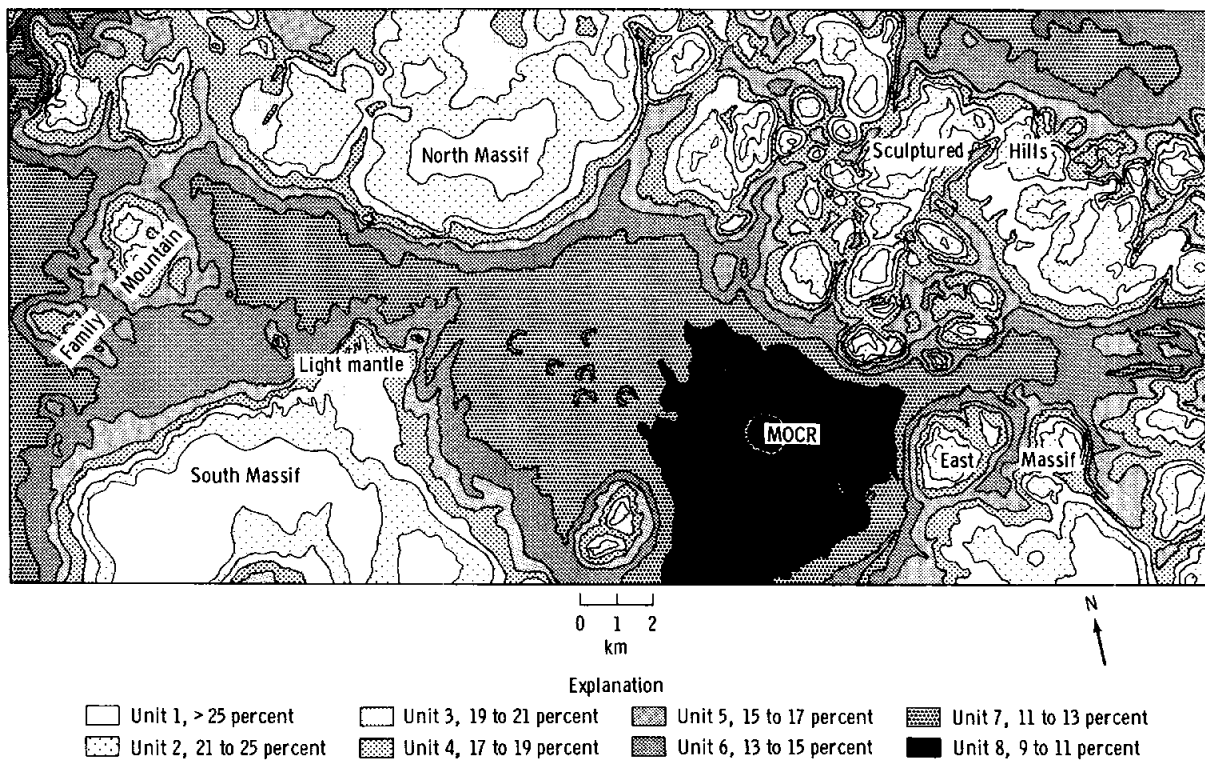 North Massif
Sculptured
Hills
Mountain
Family
Light mantle
MOCR
South Massif
East
Massif
0 1 2
km
N
Explanation
Unit 1, > 25 percent
Unit 3, 19 to 21 percent
Unit 5, 15 to 17 percent
Unit 7, 11 to 13 percent
Unit 2, 21 to 25 percent
Unit 4, 17 to 19 percent
Unit 6, 13 to 15 percent
Unit 8, 9 to 11 percent